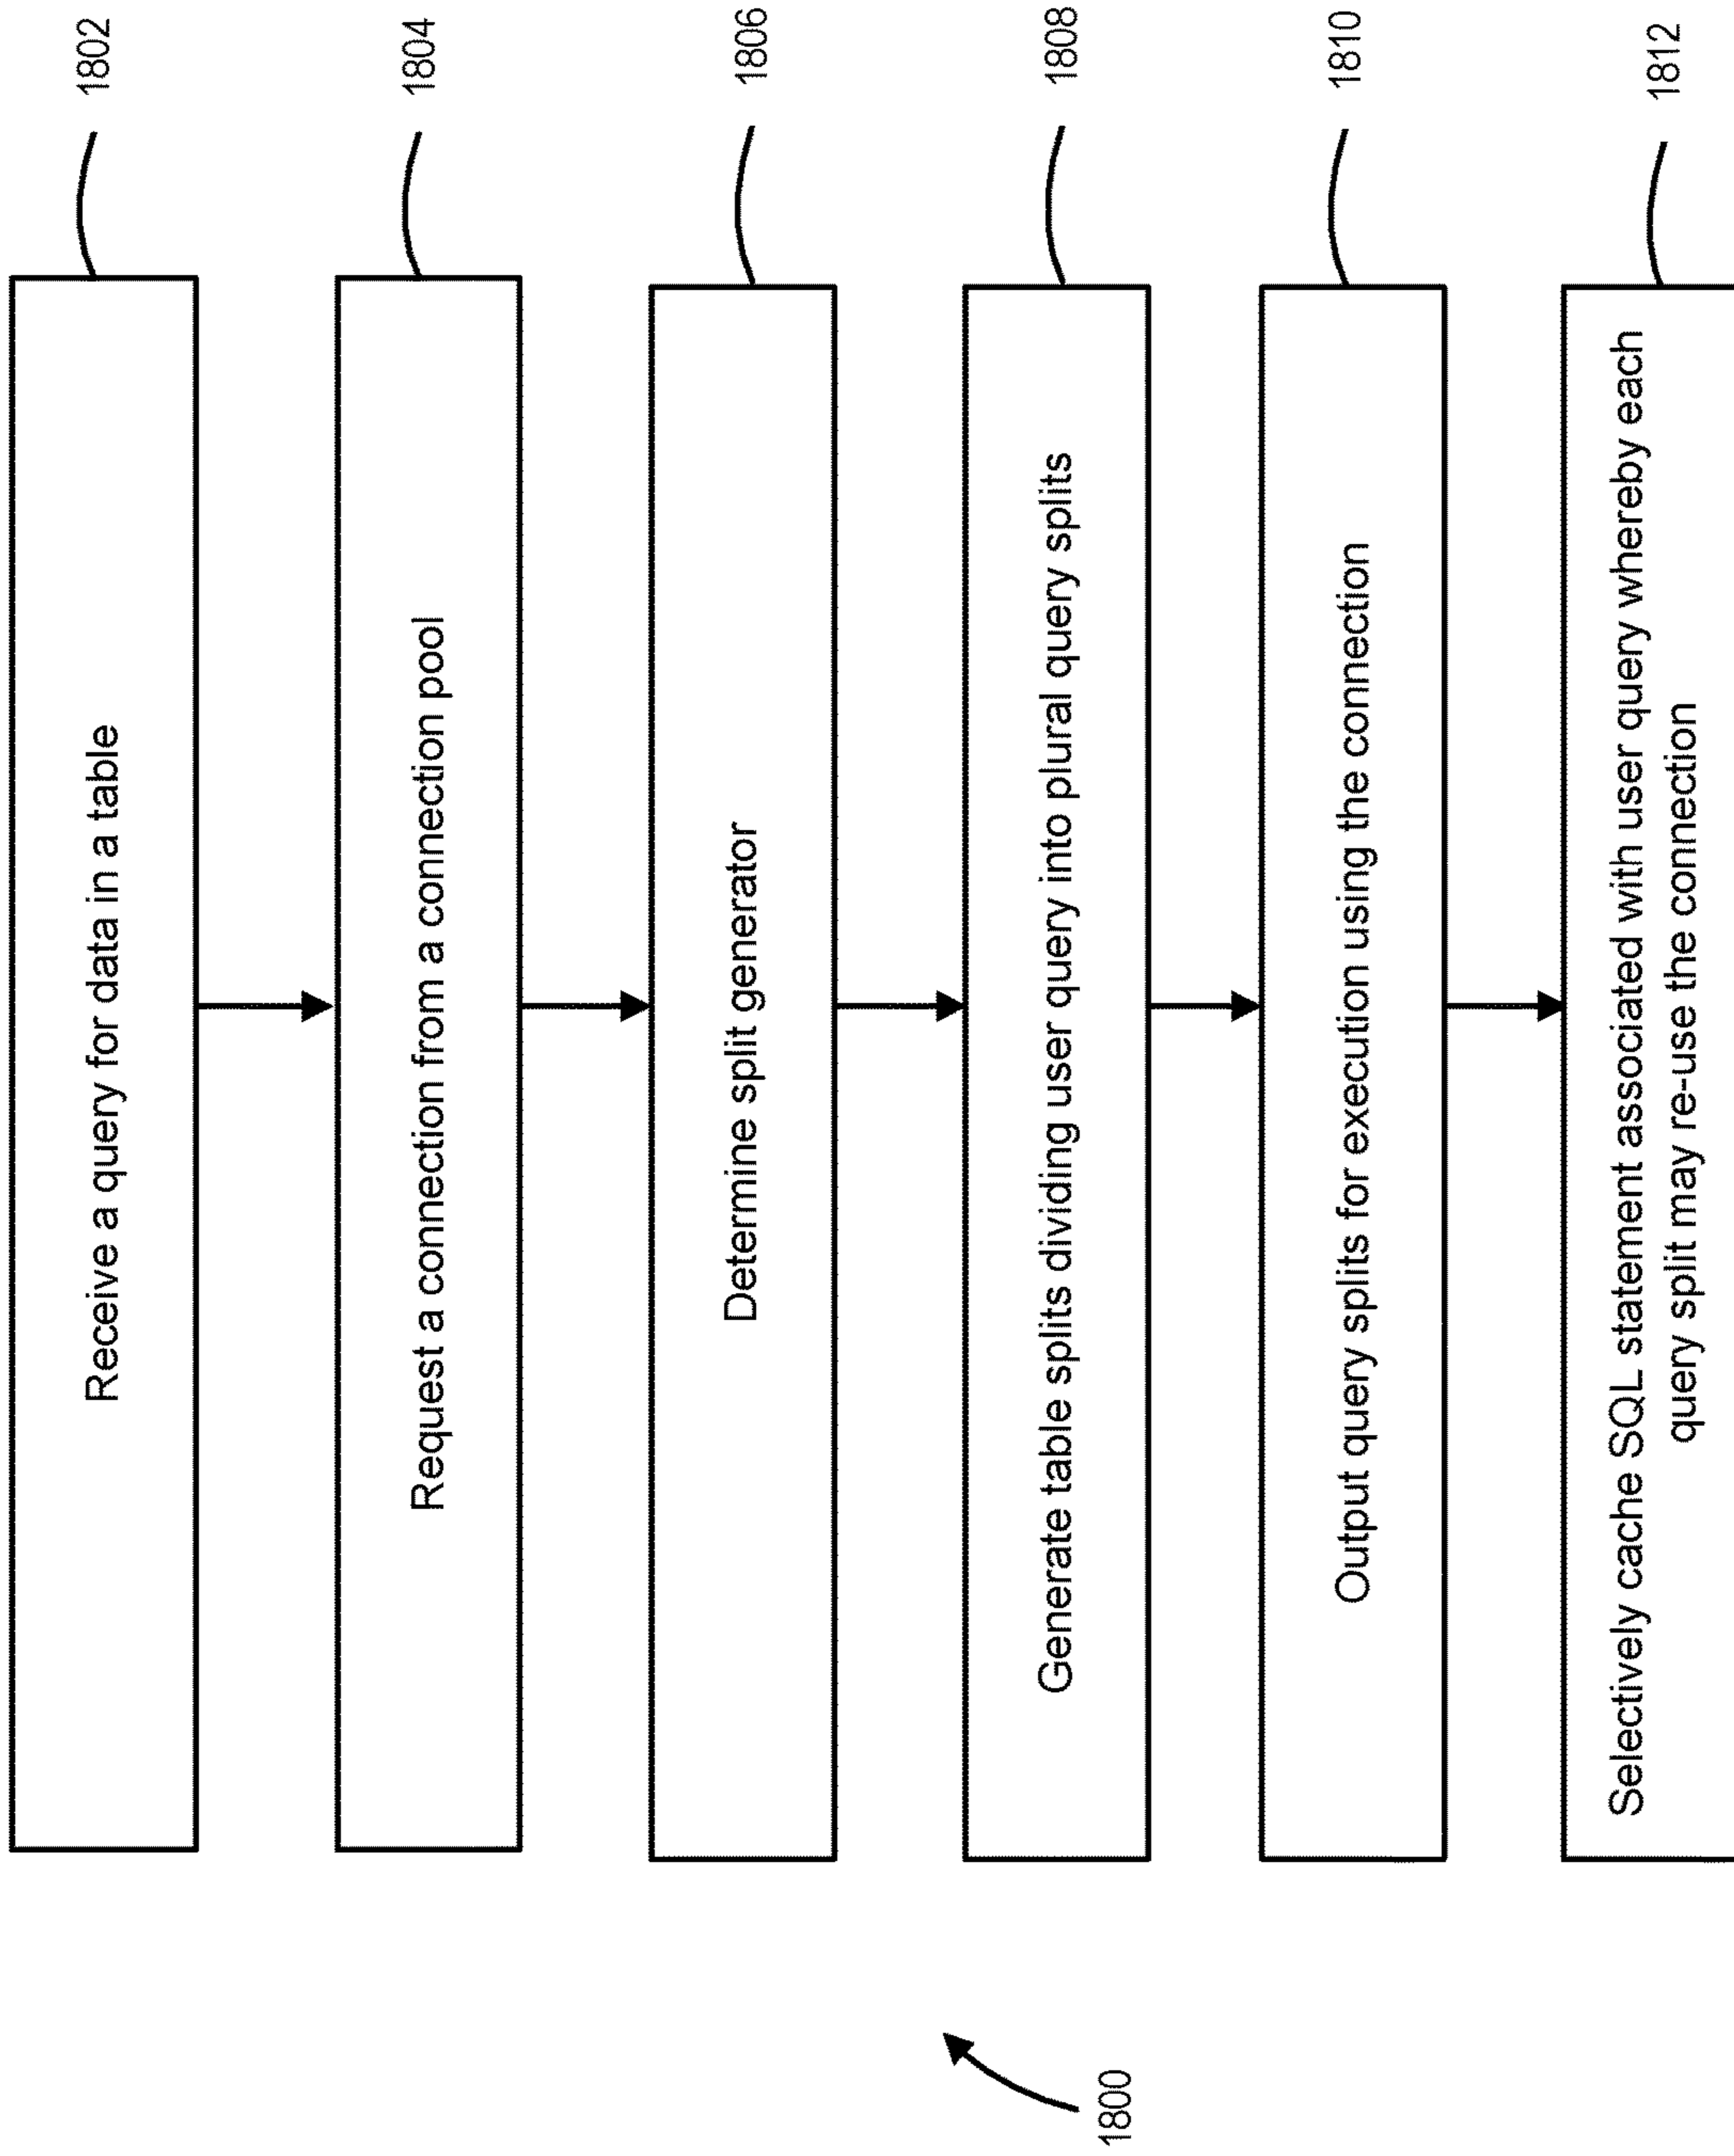 Receive a query for data in a table
1802
Request a connection from a connection pool
1804
Determine split generator
1806
Generate table splits dividing user query into plural query splits
1808
Output query splits for execution using the connection
1810
Selectively cache SQL statement associated with user query whereby each
query split may re-use the connection
1812
1800